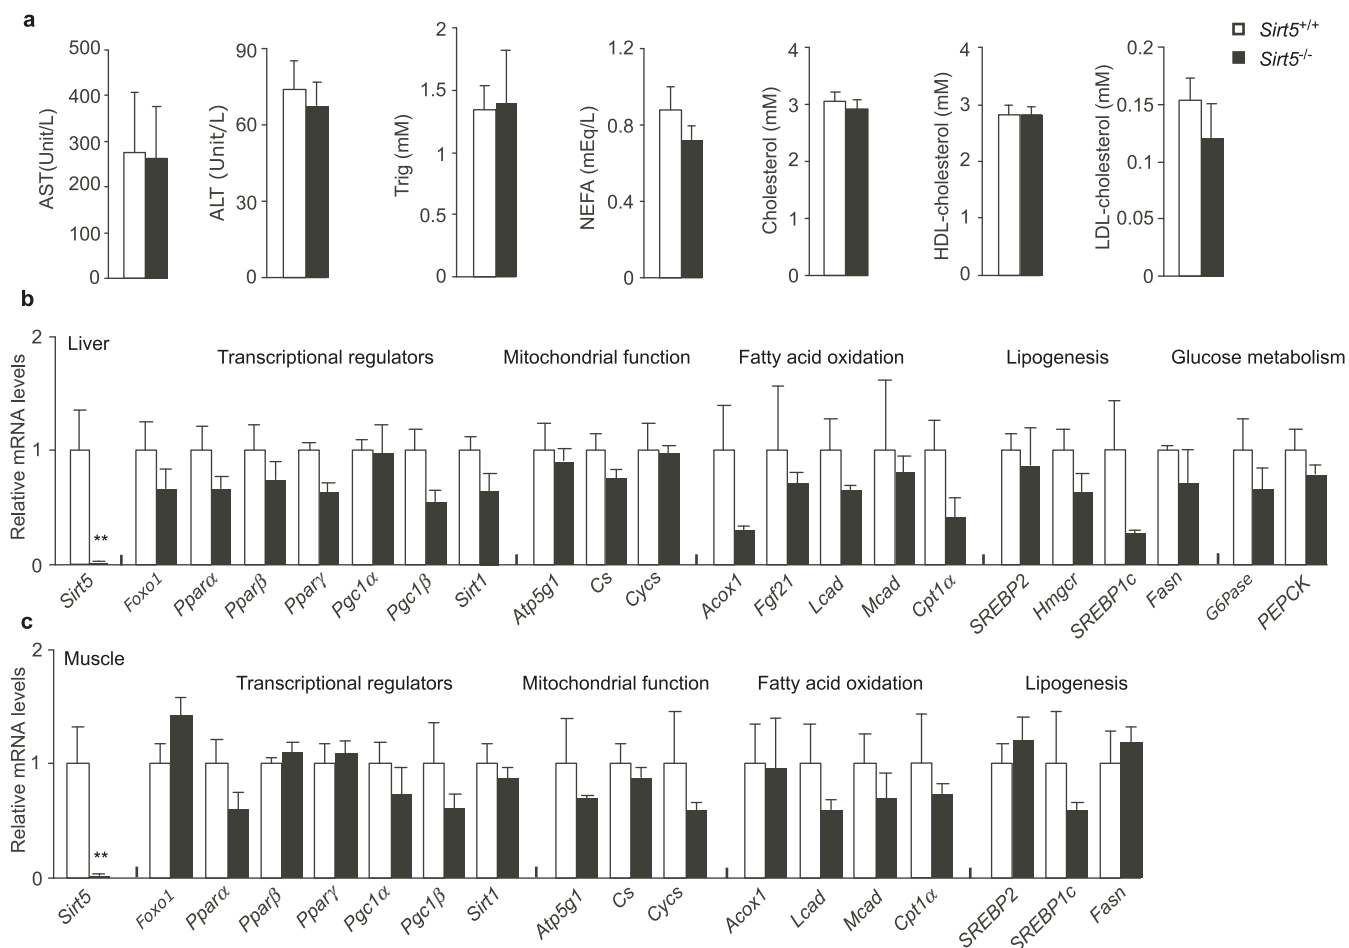 a
Sirt5+/+
Sirt5-/-
AST(Unit/L)
500
400
300
200
100
0
ALT (Unit/L)
90
60
30
0
Trig (mM)
2
1.5
1
0.5
0
NEFA (mEq/L)
1.2
0.8
0.4
0
Cholesterol (mM)
4
3
2
1
0
HDL-cholesterol (mM)
4
3
2
1
0
LDL-cholesterol (mM)
0.2
0.15
0.1
0.05
0
b
Relative mRNA levels
2
1
0
Liver
Transcriptional regulators
Mitochondrial function
Fatty acid oxidation
Lipogenesis
Glucose metabolism
**
Sirt5
Foxo1
Pparα
Pparβ
Pparγ
Pgc1α
Pgc1β
Sirt1
Atp5g1
Cs
Cycs
Acox1
Fgf21
Lcad
Mcad
Cpt1α
SREBP2
Hmgcr
SREBP1c
Fasn
G6Pase
PEPCK
c
Relative mRNA levels
2
1
0
Muscle
Transcriptional regulators
Mitochondrial function
Fatty acid oxidation
Lipogenesis
**
Sirt5
Foxo1
Pparα
Pparβ
Pparγ
Pgc1α
Pgc1β
Sirt1
Atp5g1
Cs
Cycs
Acox1
Lcad
Mcad
Cpt1α
SREBP2
SREBP1c
Fasn